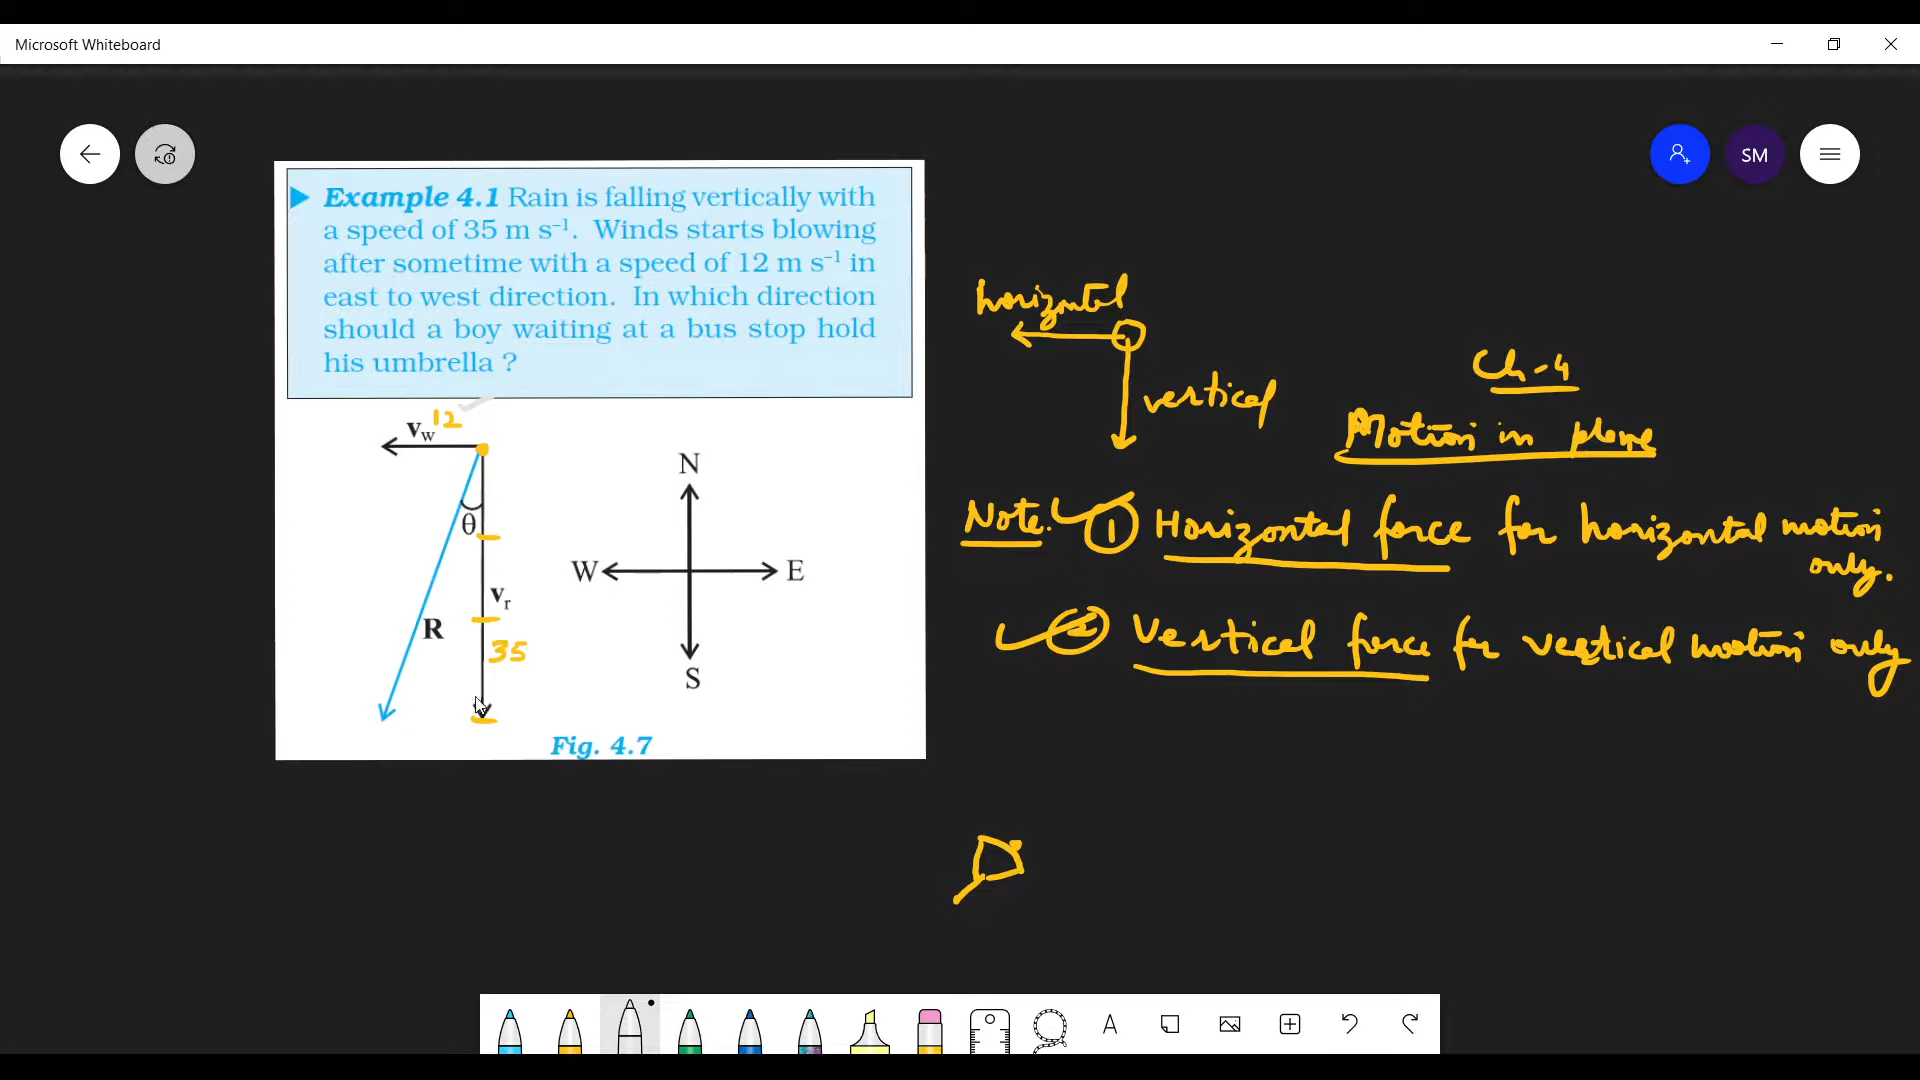 Microsoft Whiteboard
SM
Example 4.1 Rain is falling vertically with
a speed of 35 m s⁻¹. Winds starts blowing
after sometime with a speed of 12 m s⁻¹ in
east to west direction. In which direction
should a boy waiting at a bus stop hold
his umbrella ?
v_w 12
θ
v_r
R
35
N
W E
S
Fig. 4.7
horizontal
vertical
Ch-4
Motion in plane
Note. 1 Horizontal force for horizontal motion
only.
2 Vertical force for vertical motion only
A